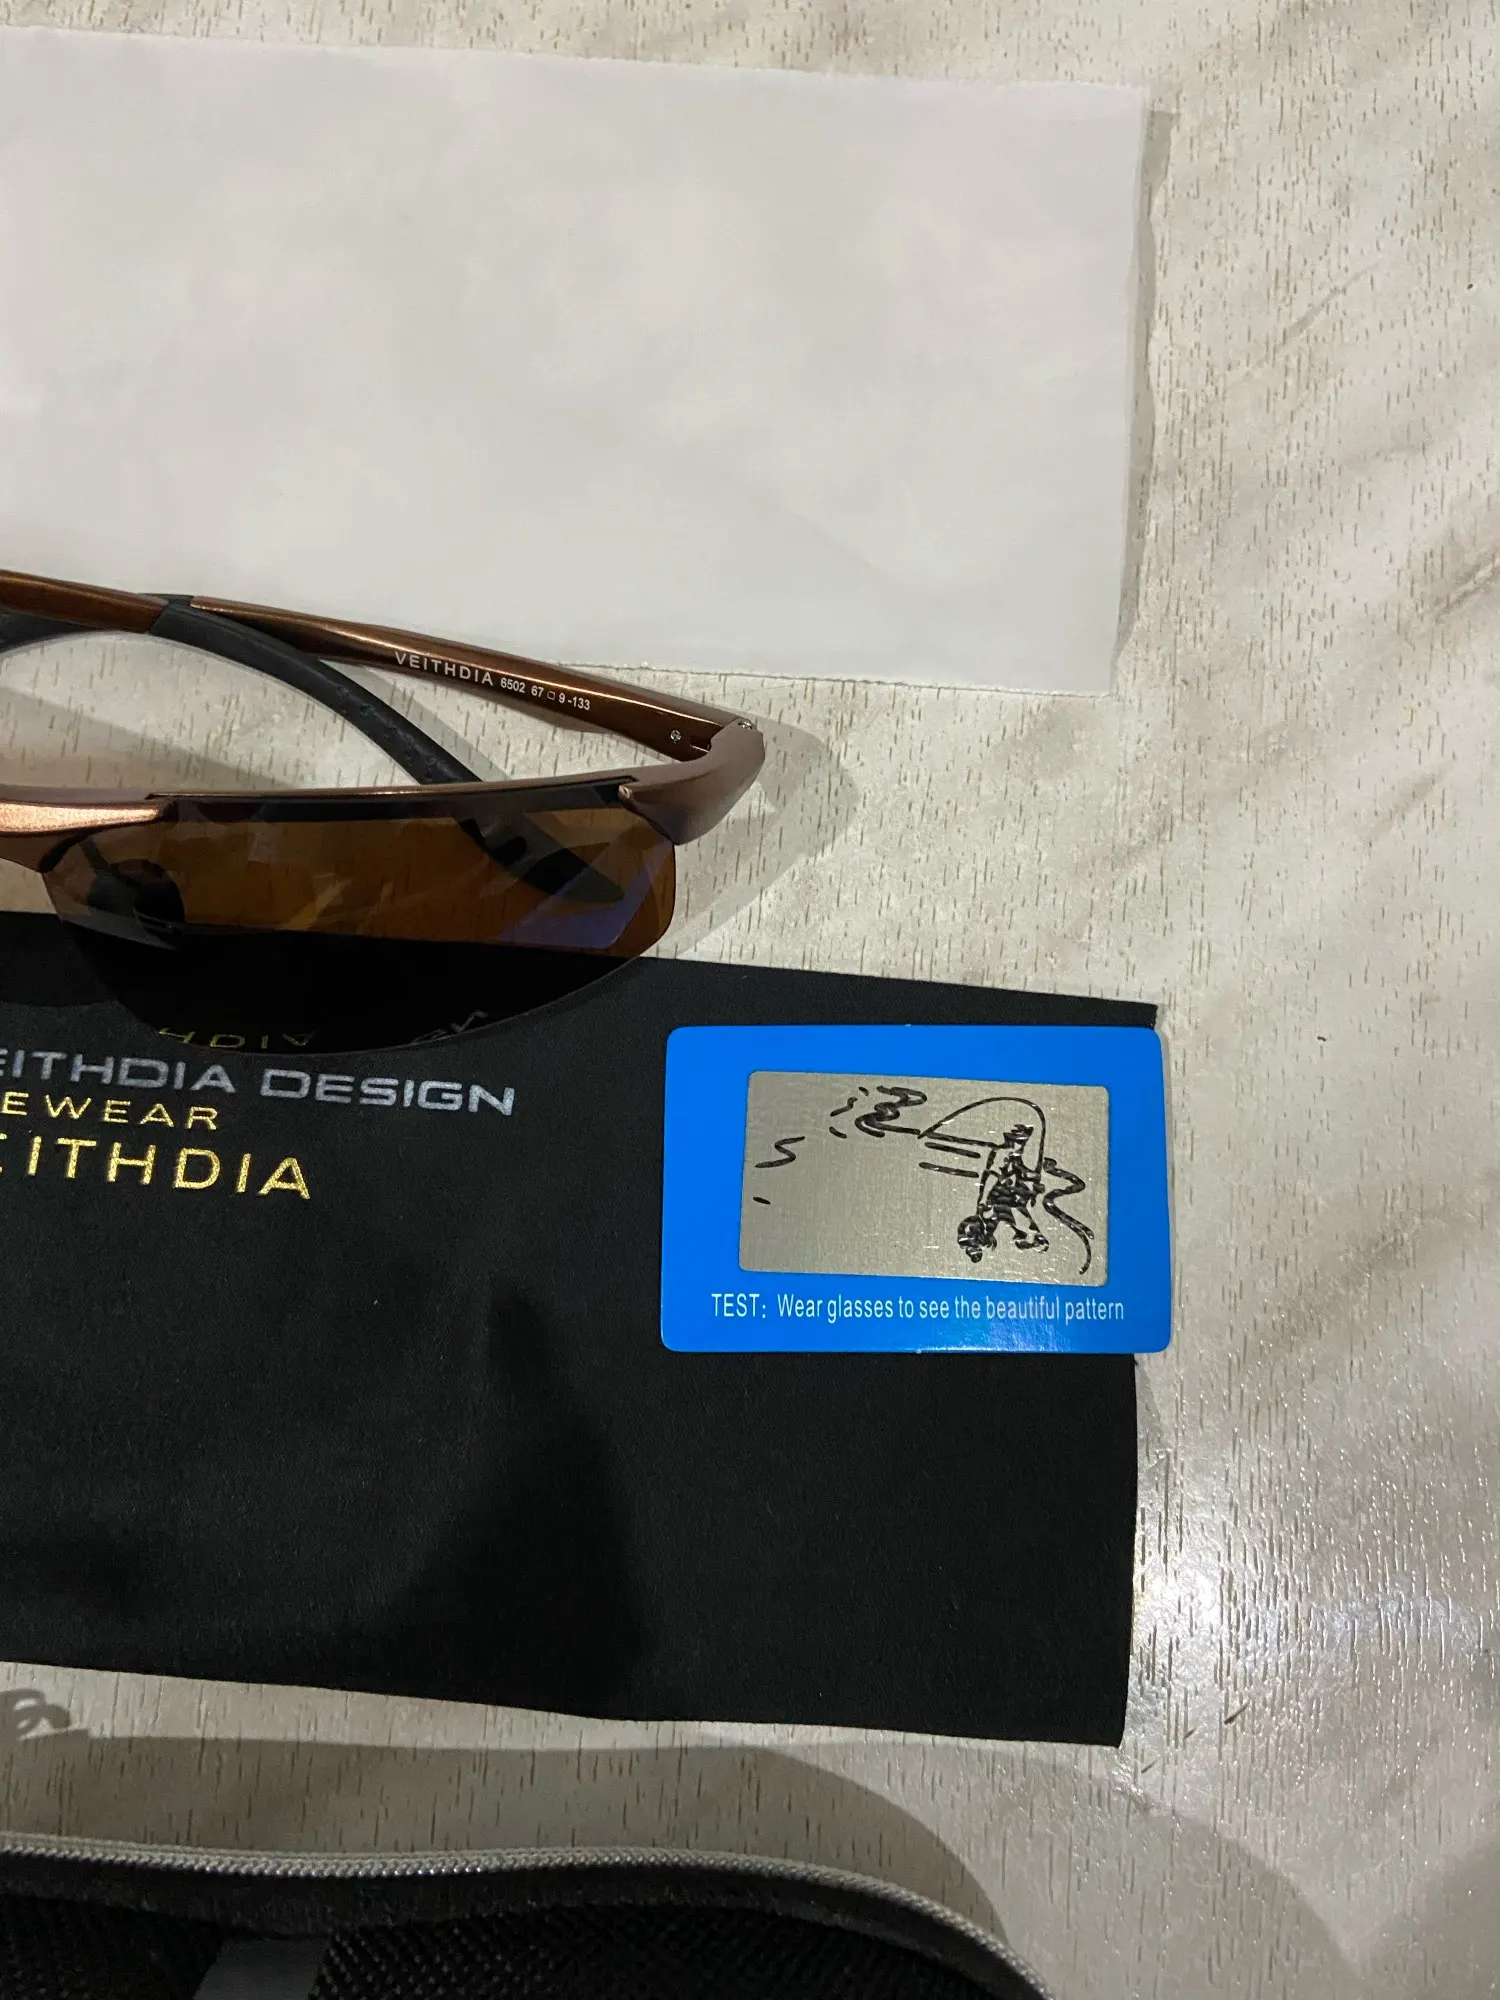 VEITHDIA 6502 67 □ 9-133
EITHDIA DESIGN
EWEAR
EITHDIA
TEST: Wear glasses to see the beautiful pattern